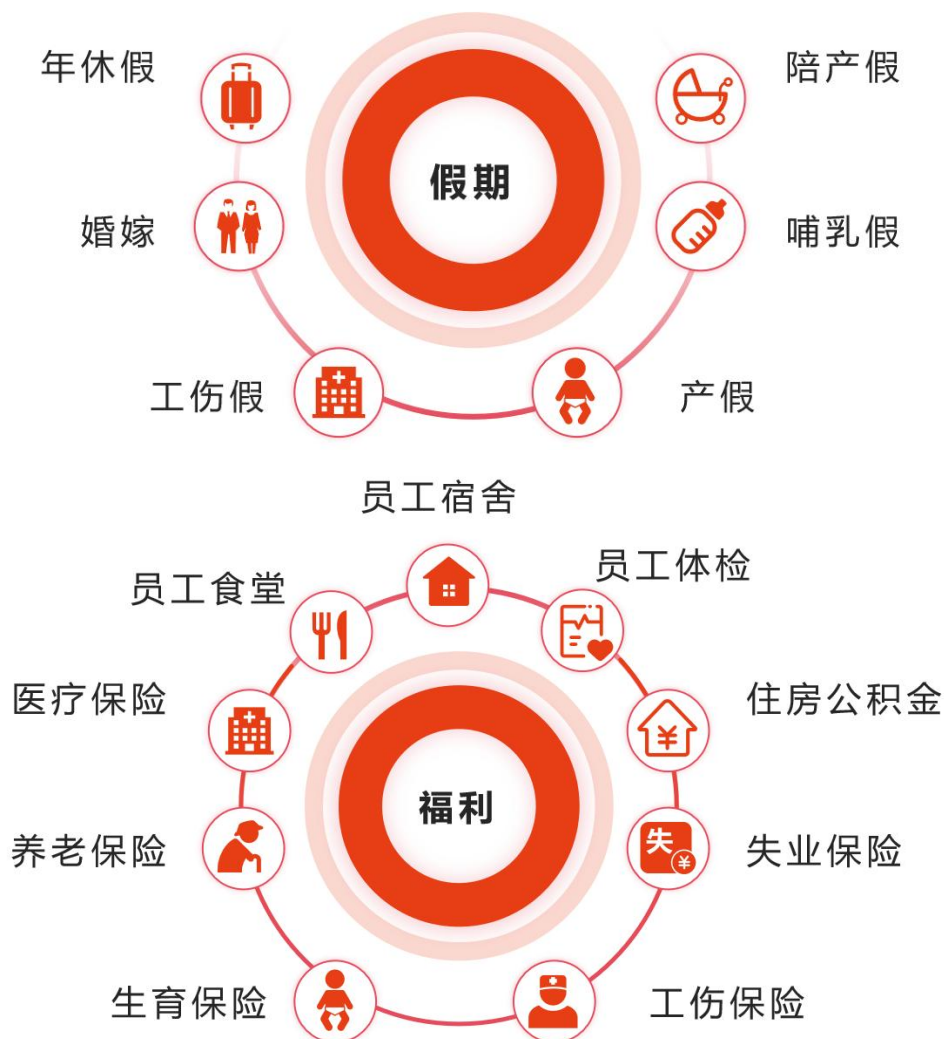 年休假
陪产假
假期
婚嫁
哺乳假
工伤假
产假
员工宿舍
员工食堂
员工体检
医疗保险
住房公积金
福利
养老保险
失
¥
失业保险
生育保险
工伤保险